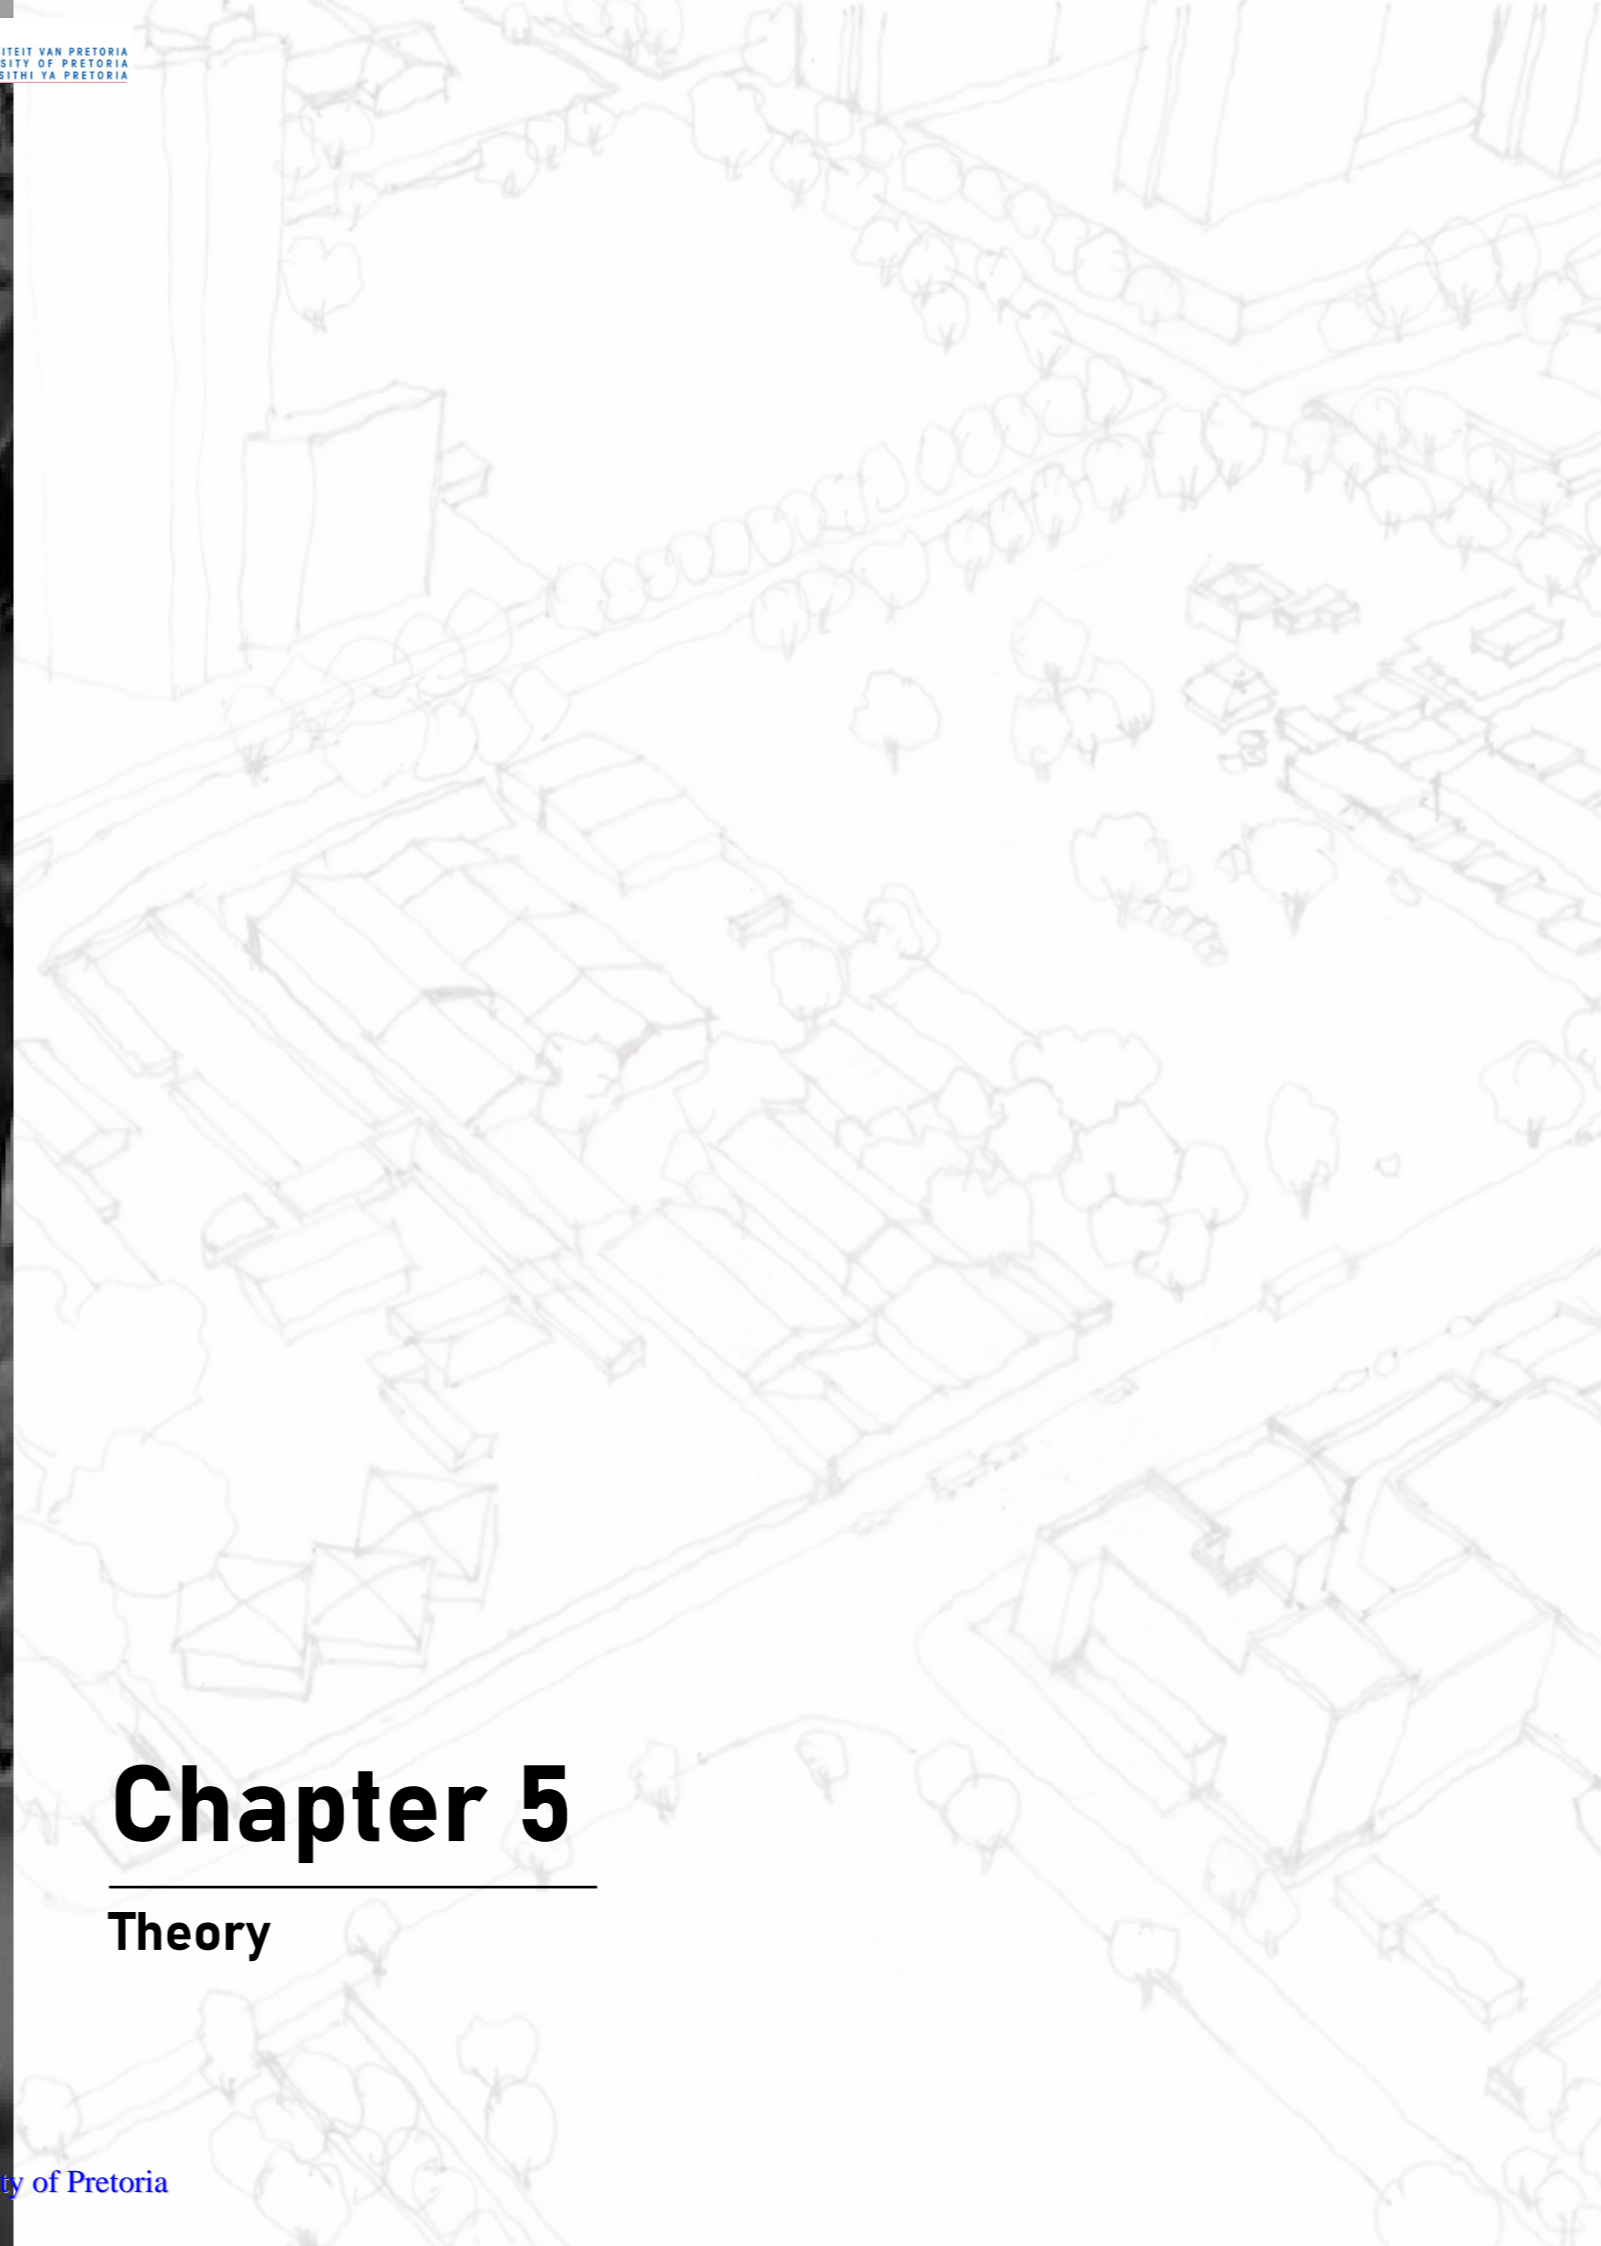 ITEIT VAN PRETORIA
SITY OF PRETORIA
SITHI YA PRETORIA
Chapter 5
Theory
ty of Pretoria